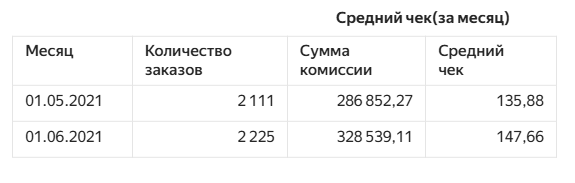 Средний чек(за месяц)
Месяц Количество заказов Сумма комиссии Средний чек
01.05.2021 2 111 286 852,27 135,88
01.06.2021 2 225 328 539,11 147,66